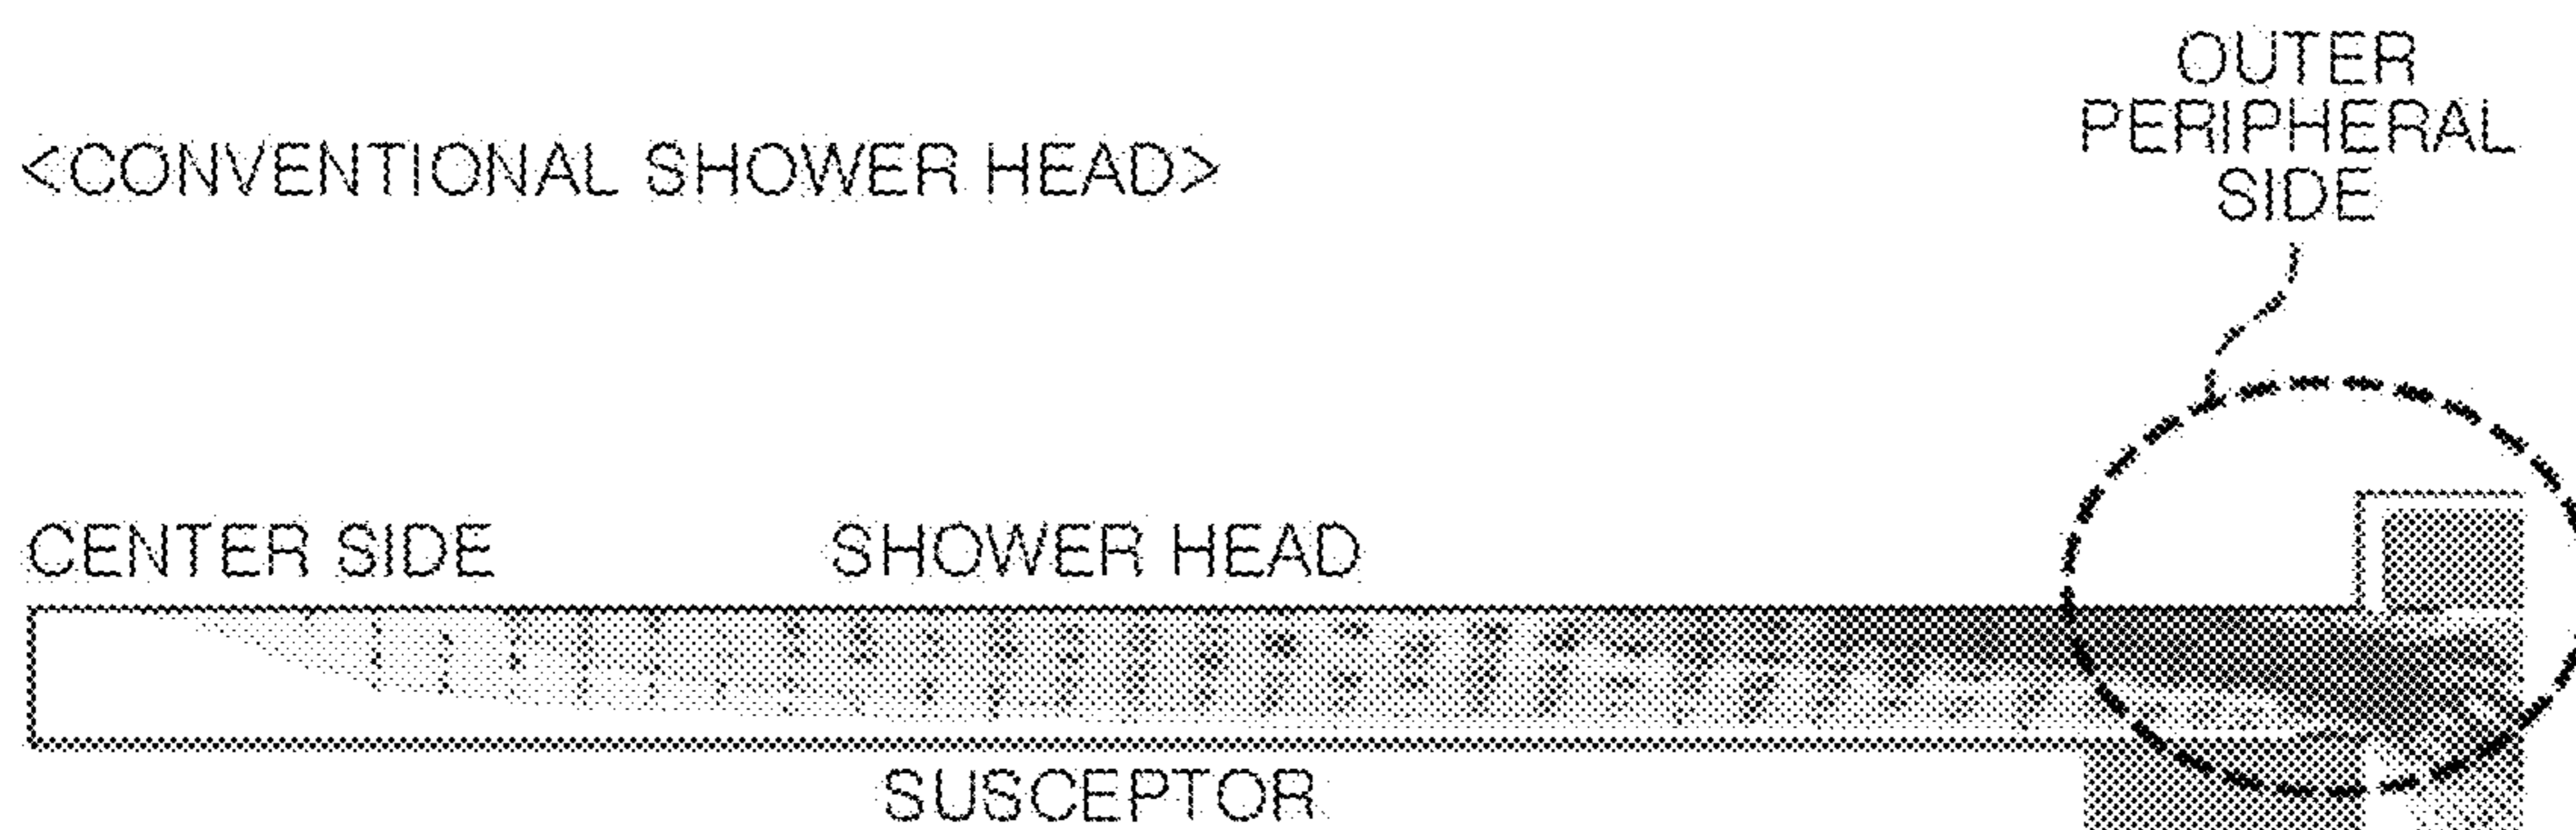 <CONVENTIONAL SHOWER HEAD>
OUTER
PERIPHERAL
SIDE
CENTER SIDE
SHOWER HEAD
SUSCEPTOR